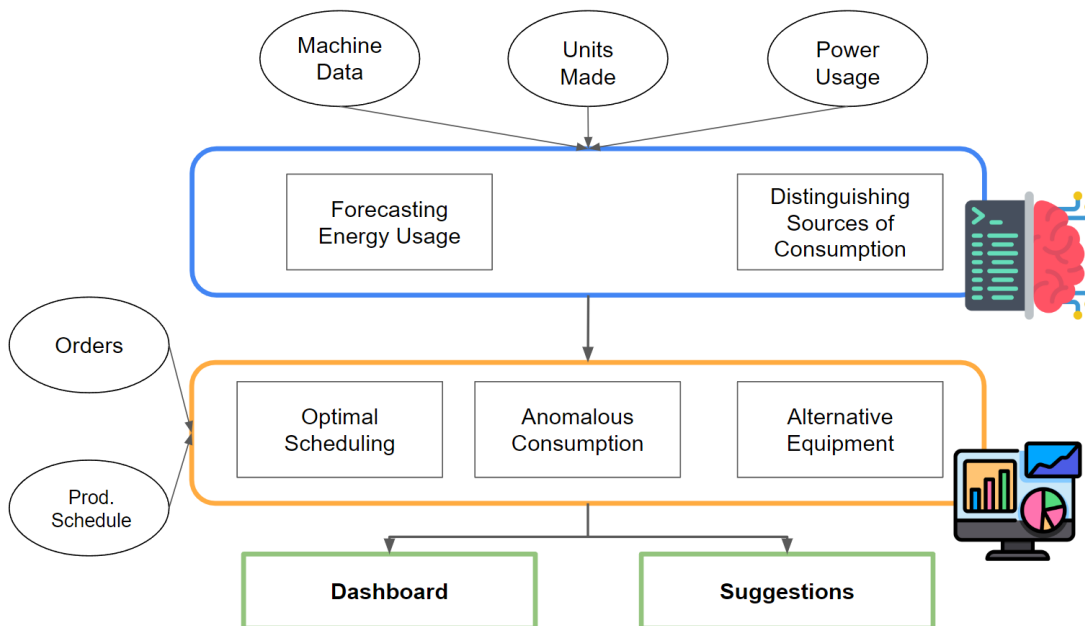 Machine
Data
Units
Made
Power
Usage
Forecasting
Energy Usage
Distinguishing
Sources of
Consumption
Orders
Optimal
Scheduling
Anomalous
Consumption
Alternative
Equipment
Prod.
Schedule
Dashboard
Suggestions